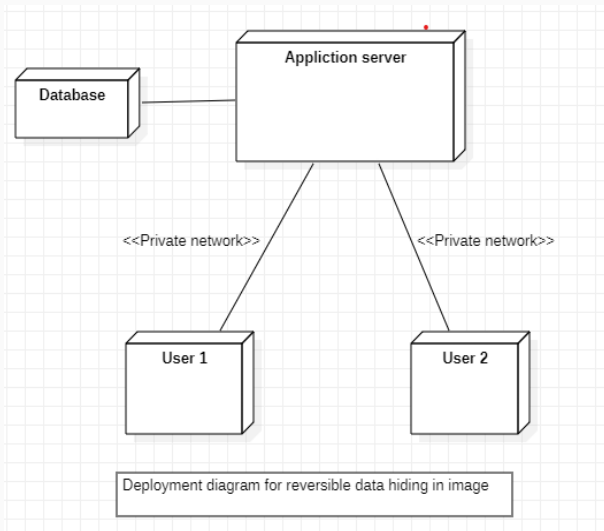 Appliction server
Database
<<Private network>>
<<Private network>>
User 1
User 2
Deployment diagram for reversible data hiding in image